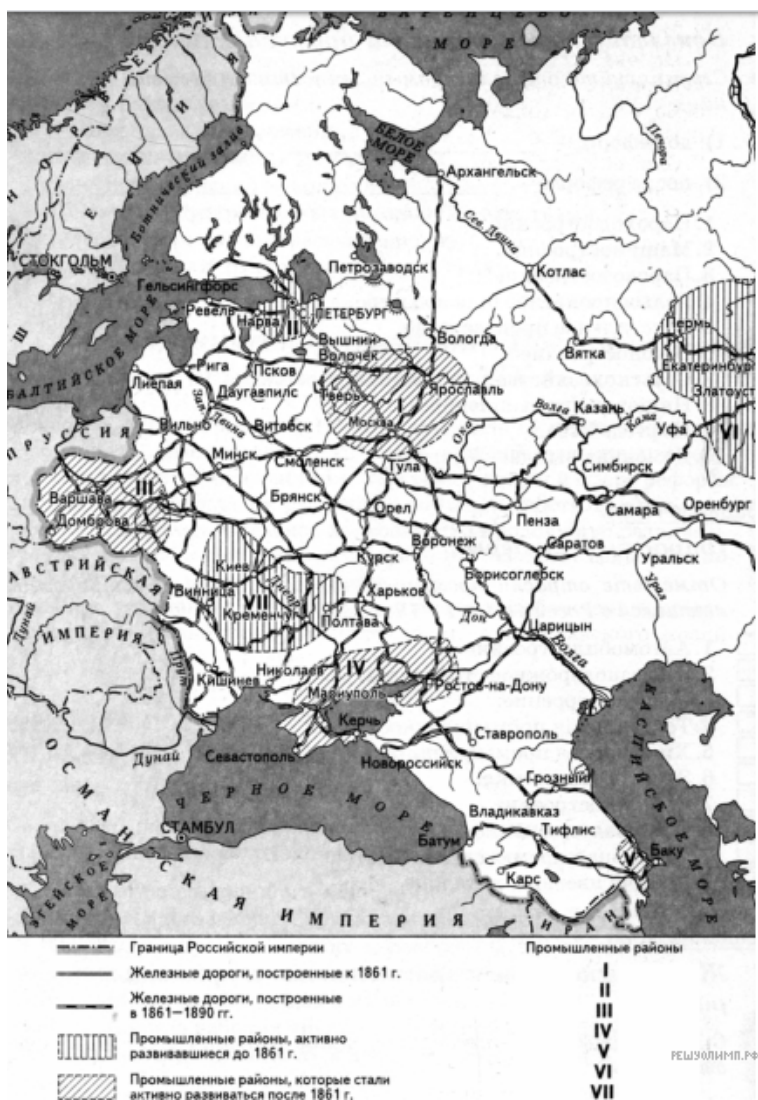 БАРЕНЦЕВО
МОРЕ
НОРВЕГИЯ
ШВЕЦИЯ
Печора
БЕЛОЕ
МОРЕ
Архангельск
Ботнический залив
Сев. Двина
СТОКГОЛЬМ
Петрозаводск
Котлас
Гельсингфорс
Ревель
Нарва
II
С.-ПЕТЕРБУРГ
БАЛТИЙСКОЕ МОРЕ
Вышний
Волочек
Вологда
Вятка
Пермь
Екатеринбург
Рига
Псков
Лиепая
Даугавпилс
Тверь
I
Ярославль
Златоуст
Волга
Казань
Кама
Уфа
VI
Зап. Двина
Москва
Ока
ПРУССИЯ
Вильно
Витебск
Минск
Смоленск
Тула
Симбирск
III
Варшава
Брянск
Самара
Оренбург
Домброва
Орел
Пенза
АВСТРИЙСКАЯ
Воронеж
Саратов
Курск
Уральск
Киев
Борисоглебск
Урал
Дунай
Винница
VII
Днепр
Харьков
ИМПЕРИЯ
Кременчуг
Полтава
Дон
Царицын
Прут
Волга
Николаев
IV
Кишинев
Мариуполь
Ростов-на-Дону
Керчь
Дунай
Севастополь
Ставрополь
Новороссийск
КАСПИЙСКОЕ МОРЕ
Грозный
ЧЕРНОЕ МОРЕ
Владикавказ
СТАМБУЛ
Тифлис
Батум
V
Баку
ЭГЕЙСКОЕ
МОРЕ
Карс
ОСМАНСКАЯ ИМПЕРИЯ
ИРАН
Граница Российской империи
Железные дороги, построенные к 1861 г.
Железные дороги, построенные
в 1861—1890 гг.
Промышленные районы, активно
развивавшиеся до 1861 г.
Промышленные районы, которые стали
активно развиваться после 1861 г.
Промышленные районы
I
II
III
IV
V
VI
VII
РЕШУОЛИМП.РФ